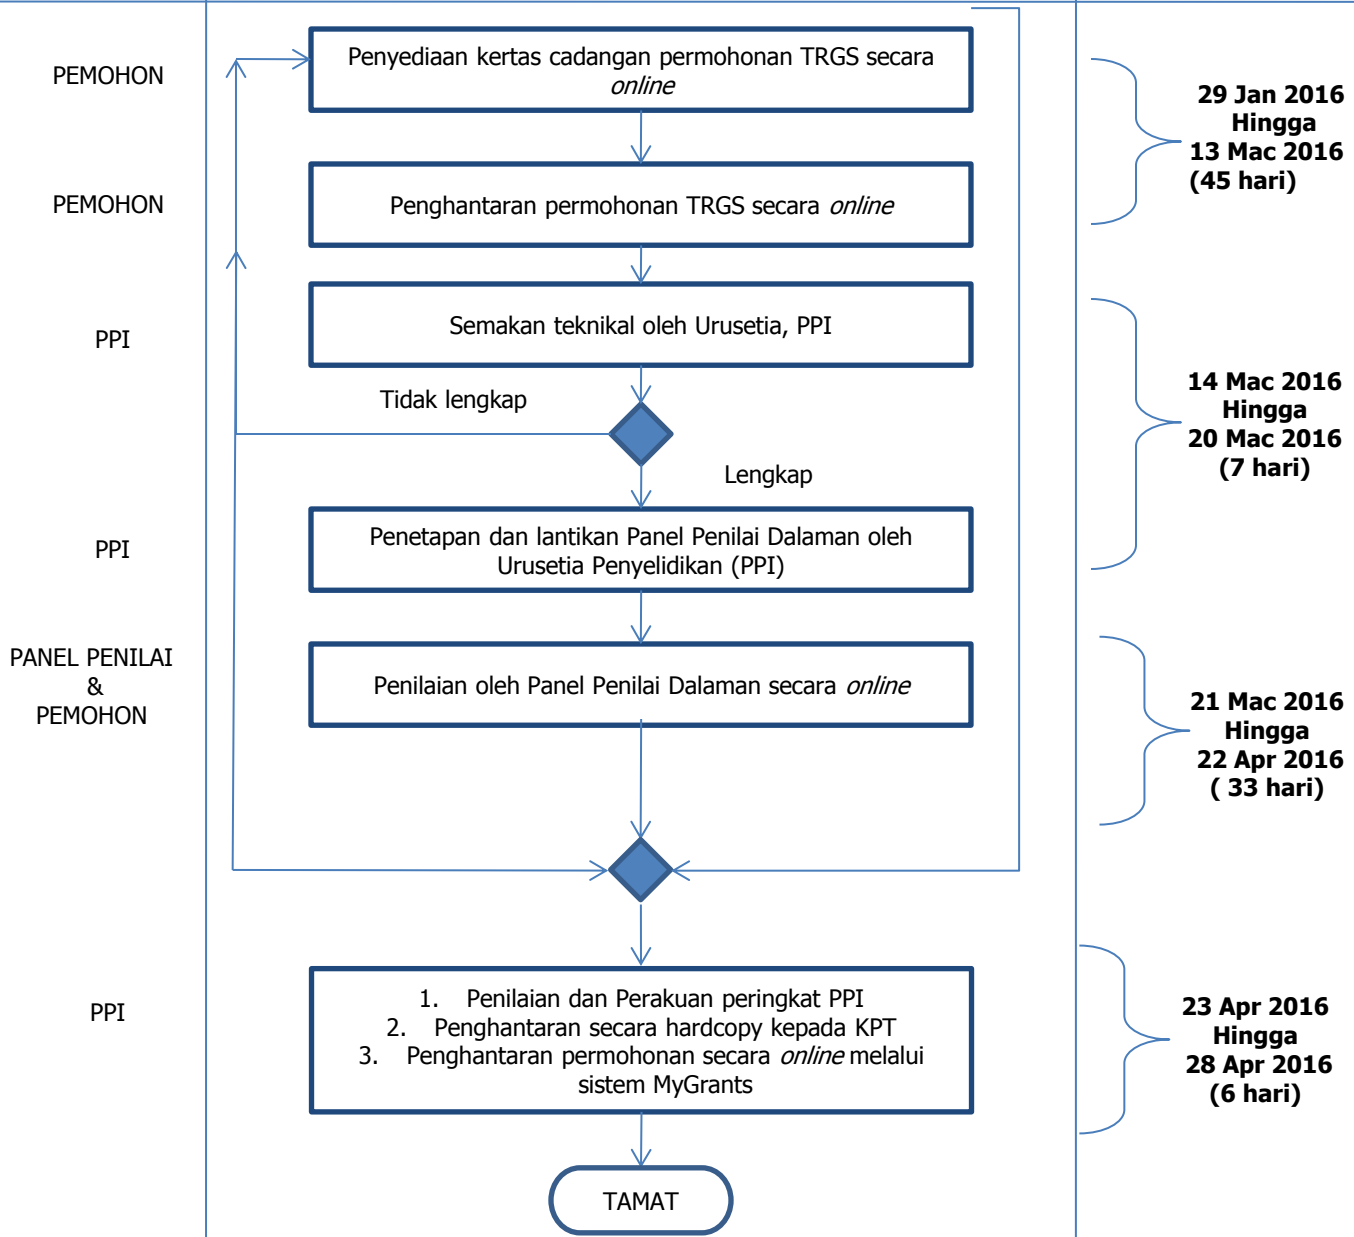 PEMOHON
Penyediaan kertas cadangan permohonan TRGS secara
online
29 Jan 2016
Hingga
13 Mac 2016
(45 hari)
PEMOHON
Penghantaran permohonan TRGS secara online
PPI
Semakan teknikal oleh Urusetia, PPI
Tidak lengkap
Lengkap
14 Mac 2016
Hingga
20 Mac 2016
(7 hari)
PPI
Penetapan dan lantikan Panel Penilai Dalaman oleh
Urusetia Penyelidikan (PPI)
PANEL PENILAI
&
PEMOHON
Penilaian oleh Panel Penilai Dalaman secara online
21 Mac 2016
Hingga
22 Apr 2016
( 33 hari)
PPI
1. Penilaian dan Perakuan peringkat PPI
2. Penghantaran secara hardcopy kepada KPT
3. Penghantaran permohonan secara online melalui
sistem MyGrants
23 Apr 2016
Hingga
28 Apr 2016
(6 hari)
TAMAT